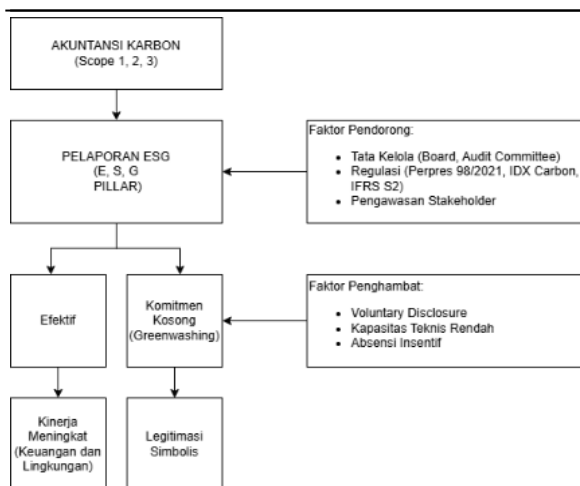 AKUNTANSI KARBON
(Scope 1, 2, 3)
PELAPORAN ESG
(E, S, G
PILLAR)
Faktor Pendorong:
• Tata Kelola (Board, Audit Committee)
• Regulasi (Perpres 98/2021, IDX Carbon,
IFRS S2)
• Pengawasan Stakeholder
Efektif
Komitmen
Kosong
(Greenwashing)
Faktor Penghambat:
• Voluntary Disclosure
• Kapasitas Teknis Rendah
• Absensi Insentif
Kinerja
Meningkat
(Keuangan dan
Lingkungan)
Legitimasi
Simbolis